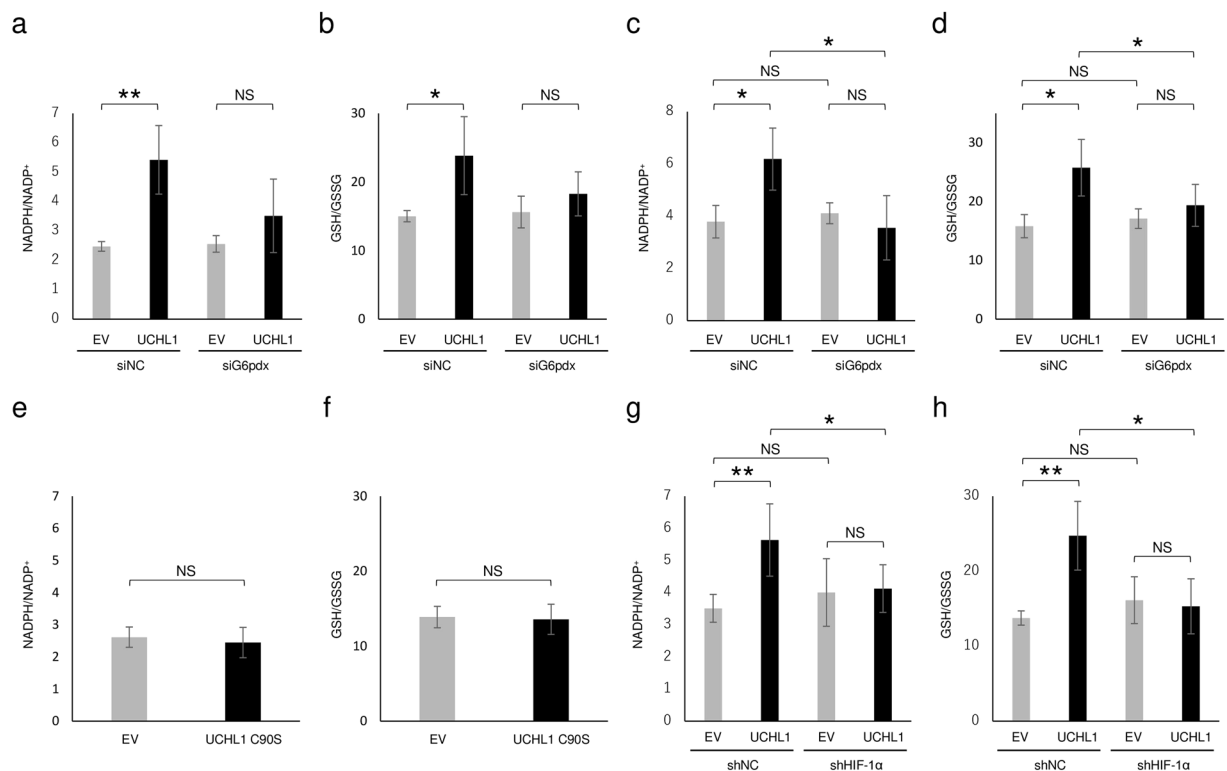 a
b
c
d
*
*
NS
NS
**
NS
*
NS
*
NS
*
NS
7
6
5
4
3
2
1
0
NADPH/NADP⁺
EV UCHL1 EV UCHL1
siNC siG6pdx
30
20
10
0
GSH/GSSG
EV UCHL1 EV UCHL1
siNC siG6pdx
8
6
4
2
0
NADPH/NADP⁺
EV UCHL1 EV UCHL1
siNC siG6pdx
30
20
10
0
GSH/GSSG
EV UCHL1 EV UCHL1
siNC siG6pdx
e
f
g
h
7
6
5
4
3
2
1
0
NADPH/NADP⁺
NS
EV UCHL1 C90S
30
20
10
0
GSH/GSSG
NS
EV UCHL1 C90S
*
NS
**
NS
7
6
5
4
3
2
1
0
NADPH/NADP⁺
EV UCHL1 EV UCHL1
shNC shHIF-1α
*
NS
**
NS
30
20
10
0
GSH/GSSG
EV UCHL1 EV UCHL1
shNC shHIF-1α